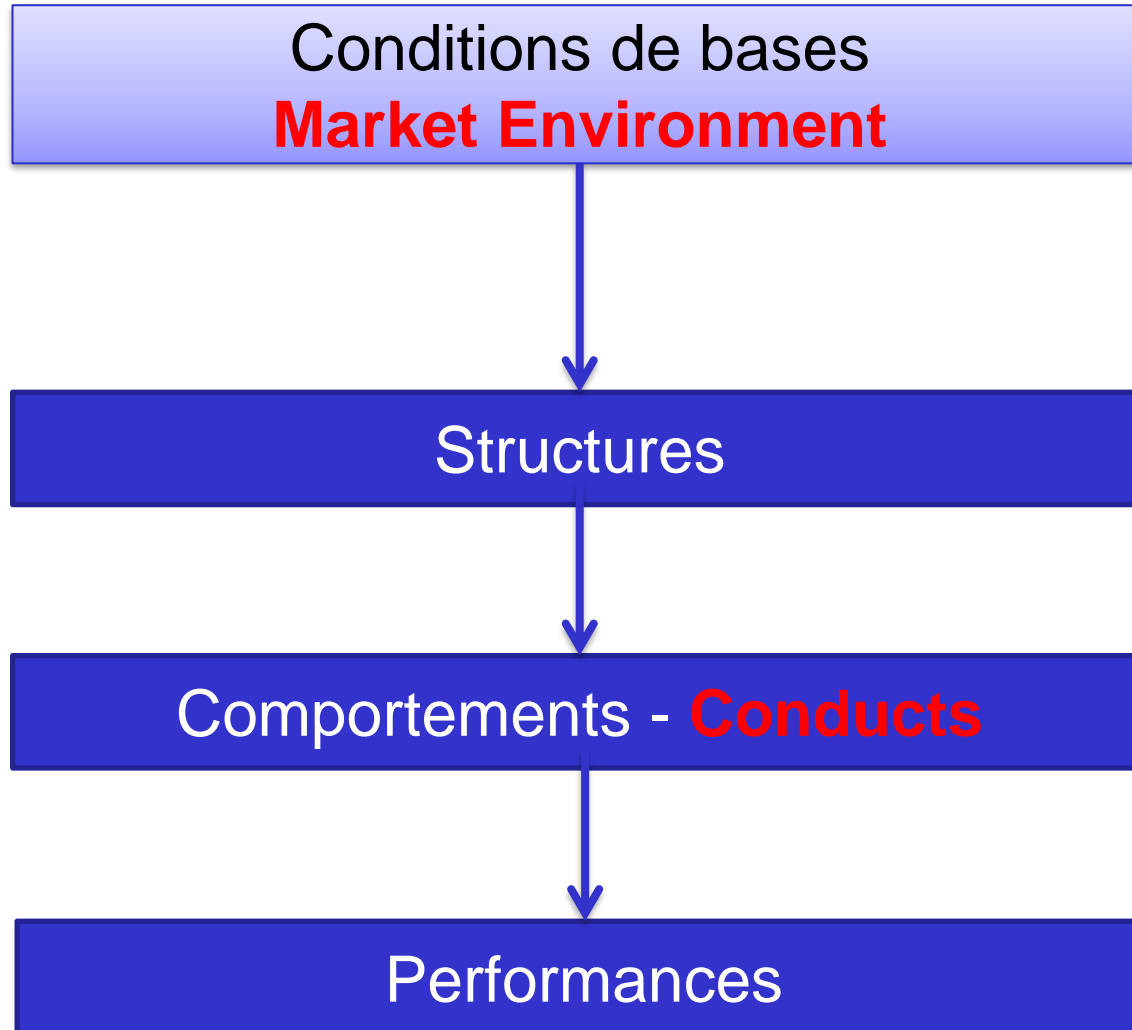 Conditions de bases
Market Environment
Structures
Comportements - Conducts
Performances